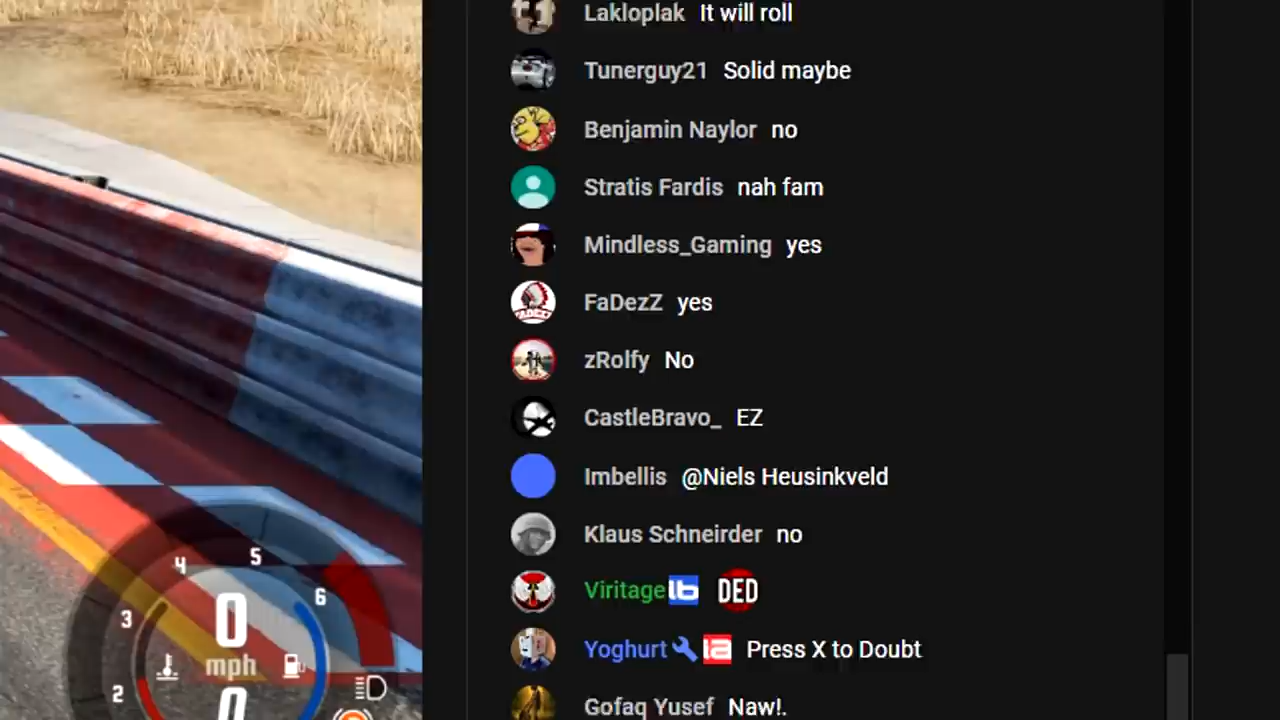 Lakloplak It will roll
Tunerguy21 Solid maybe
Benjamin Naylor no
Stratis Fardis nah fam
Mindless_Gaming yes
FaDezZ yes
zRolfy No
CastleBravo_ EZ
Imbellis @Niels Heusinkveld
Klaus Schneirder no
Viritage DED
Yoghurt Press X to Doubt
Gofaq Yusef Naw!.
2
3
4
5
6
0
mph
0